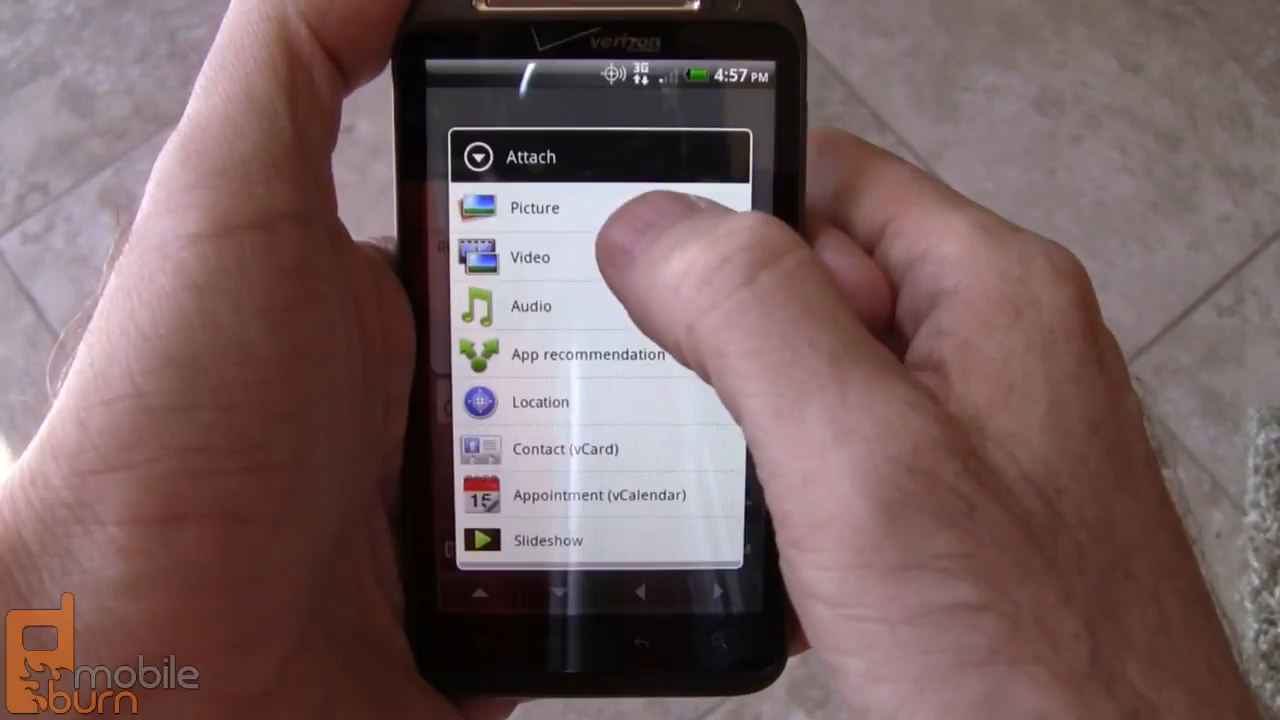 verizon
3G
4:57 PM
Attach
Picture
Video
Audio
App recommendation
Location
Contact (vCard)
15
Appointment (vCalendar)
Slideshow
mobile
burn